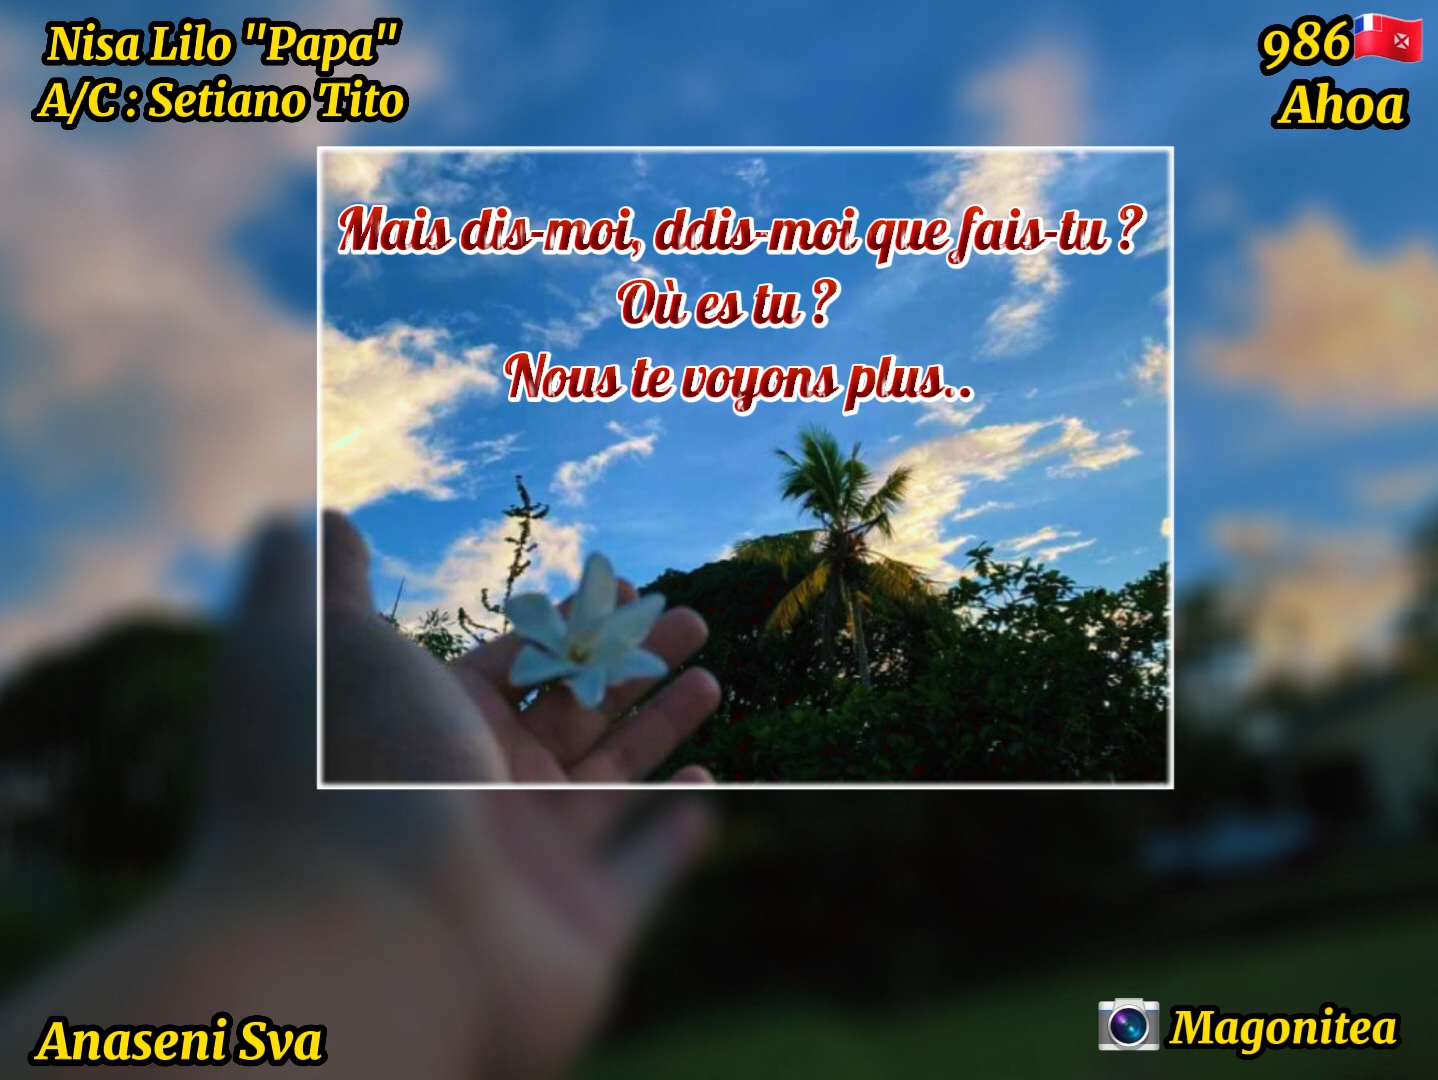 Nisa Lilo "Papa"
A/C : Setiano Tito
986🇼🇫
Ahoa
Mais dis-moi, ddis-moi que fais-tu ?
Où es tu ?
Nous te voyons plus..
Anaseni Sva
📷 Magonitea